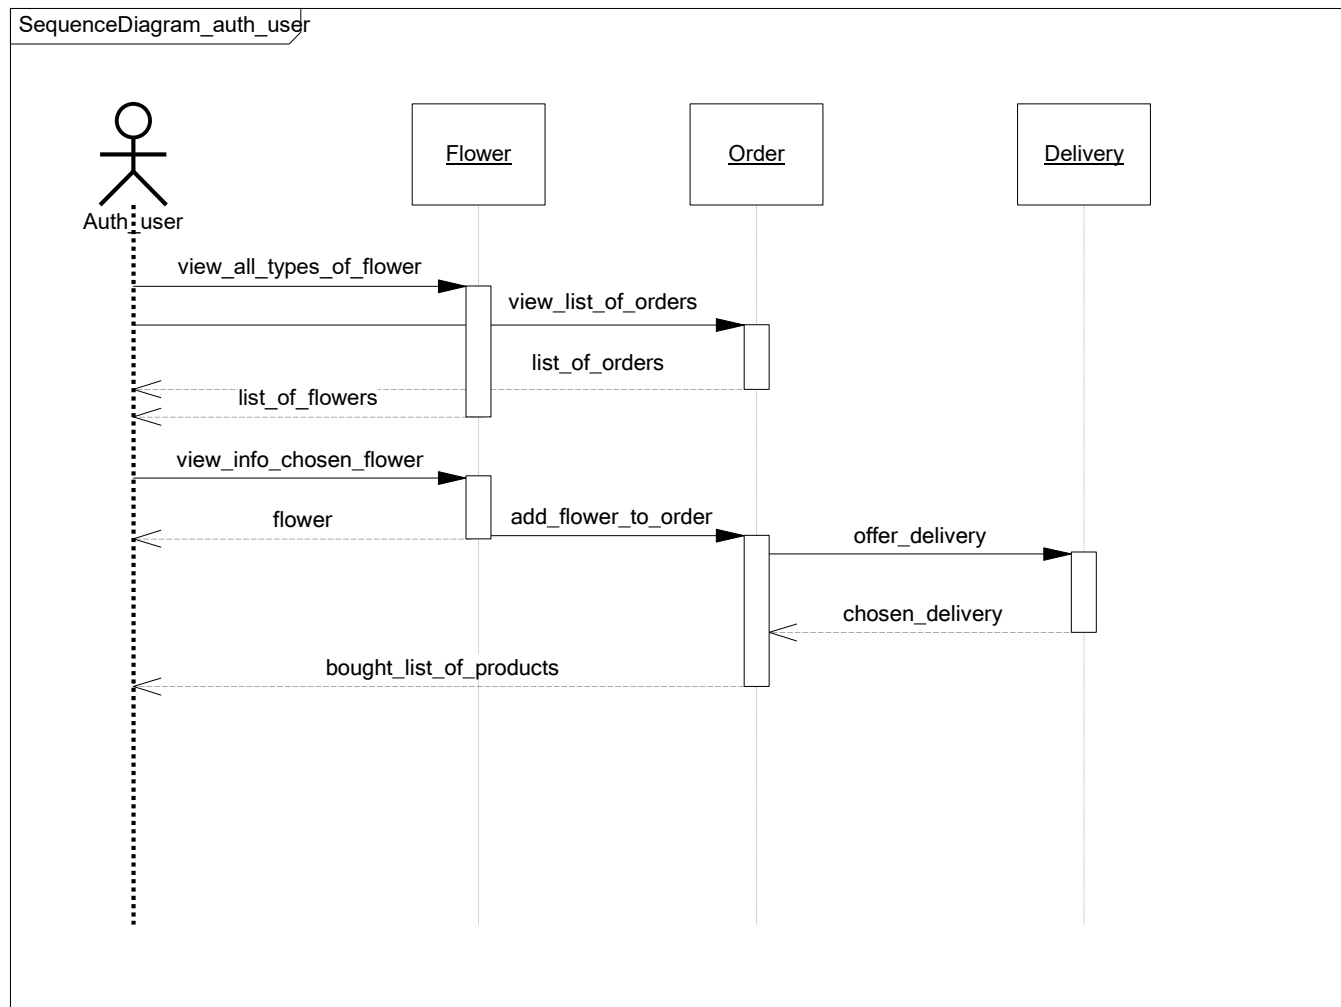 SequenceDiagram_auth_user
Flower
Order
Delivery
Auth_user
view_all_types_of_flower
view_list_of_orders
list_of_orders
list_of_flowers
view_info_chosen_flower
flower
add_flower_to_order
offer_delivery
chosen_delivery
bought_list_of_products